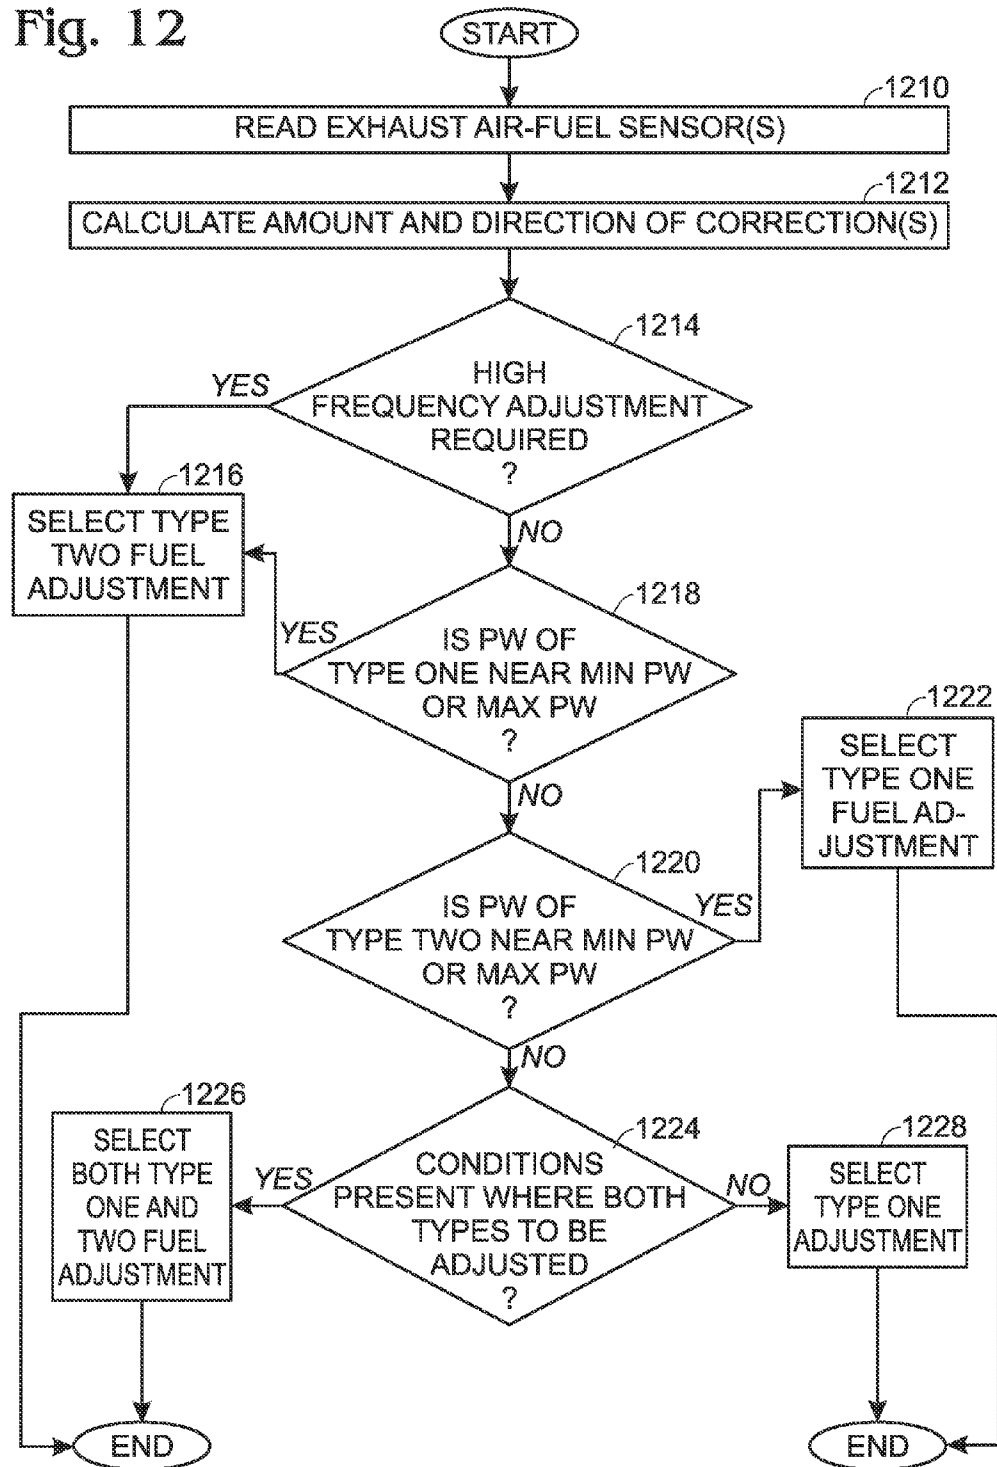 Fig. 12
START
1210
READ EXHAUST AIR-FUEL SENSOR(S)
1212
CALCULATE AMOUNT AND DIRECTION OF CORRECTION(S)
1214
HIGH
FREQUENCY ADJUSTMENT
REQUIRED
?
YES
NO
1216
SELECT TYPE
TWO FUEL
ADJUSTMENT
1218
IS PW OF
TYPE ONE NEAR MIN PW
OR MAX PW
?
YES
NO
1222
SELECT
TYPE ONE
FUEL AD-
JUSTMENT
1220
IS PW OF
TYPE TWO NEAR MIN PW
OR MAX PW
?
YES
NO
1226
SELECT
BOTH TYPE
ONE AND
TWO FUEL
ADJUSTMENT
1224
CONDITIONS
PRESENT WHERE BOTH
TYPES TO BE
ADJUSTED
?
YES
NO
1228
SELECT
TYPE ONE
ADJUSTMENT
END
END